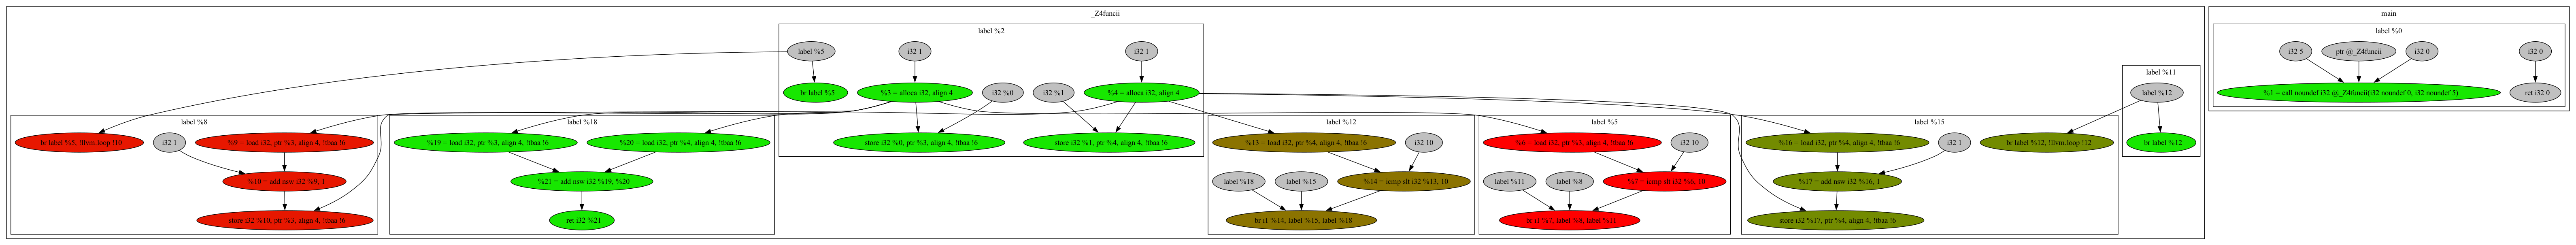 _Z4funcii
main
label %2
label %0
label %5
i32 1
i32 1
i32 5
ptr @_Z4funcii
i32 0
i32 0
label %11
br label %5
%3 = alloca i32, align 4
i32 %0
i32 %1
%4 = alloca i32, align 4
label %12
%1 = call noundef i32 @_Z4funcii(i32 noundef 0, i32 noundef 5)
ret i32 0
label %8
label %18
label %12
label %5
label %15
br label %5, !llvm.loop !10
i32 1
%9 = load i32, ptr %3, align 4, !tbaa !6
%19 = load i32, ptr %3, align 4, !tbaa !6
%20 = load i32, ptr %4, align 4, !tbaa !6
store i32 %0, ptr %3, align 4, !tbaa !6
store i32 %1, ptr %4, align 4, !tbaa !6
%13 = load i32, ptr %4, align 4, !tbaa !6
i32 10
%6 = load i32, ptr %3, align 4, !tbaa !6
i32 10
%16 = load i32, ptr %4, align 4, !tbaa !6
i32 1
br label %12, !llvm.loop !12
br label %12
%10 = add nsw i32 %9, 1
%21 = add nsw i32 %19, %20
label %18
label %15
%14 = icmp slt i32 %13, 10
label %11
label %8
%7 = icmp slt i32 %6, 10
%17 = add nsw i32 %16, 1
store i32 %10, ptr %3, align 4, !tbaa !6
ret i32 %21
br i1 %14, label %15, label %18
br i1 %7, label %8, label %11
store i32 %17, ptr %4, align 4, !tbaa !6